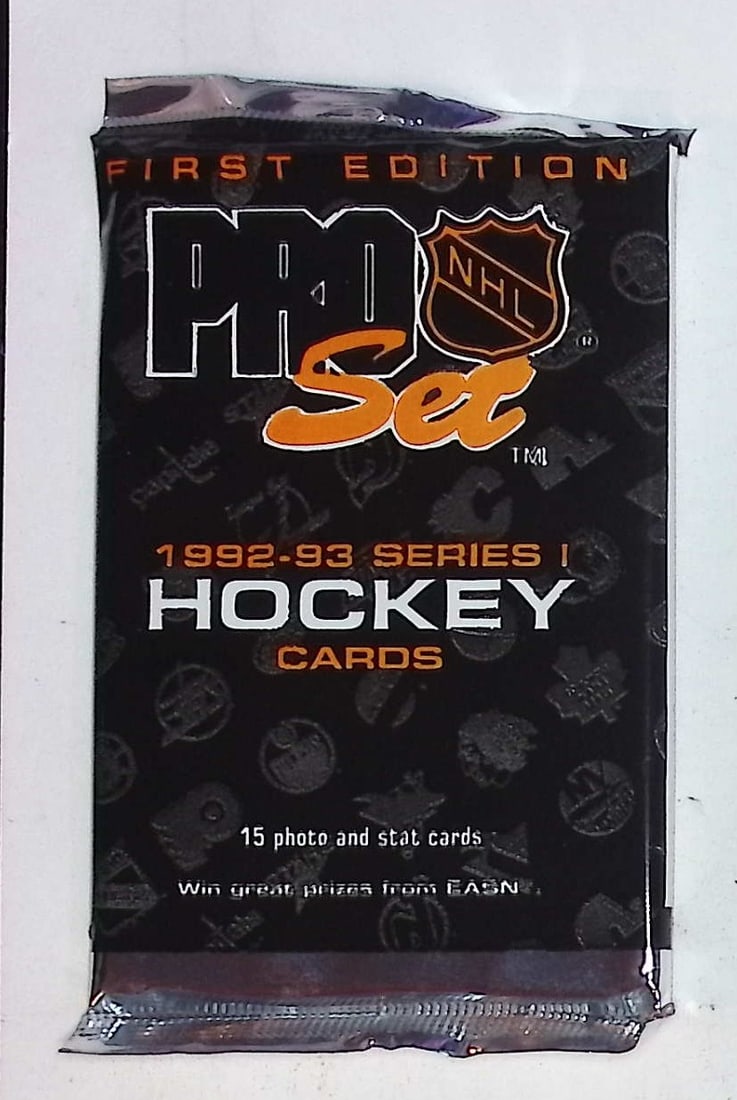 FIRST EDITION
PRO
NHL
®
Set
TM
1992-93 SERIES I
HOCKEY
CARDS
15 photo and stat cards
Win great prizes from EASN